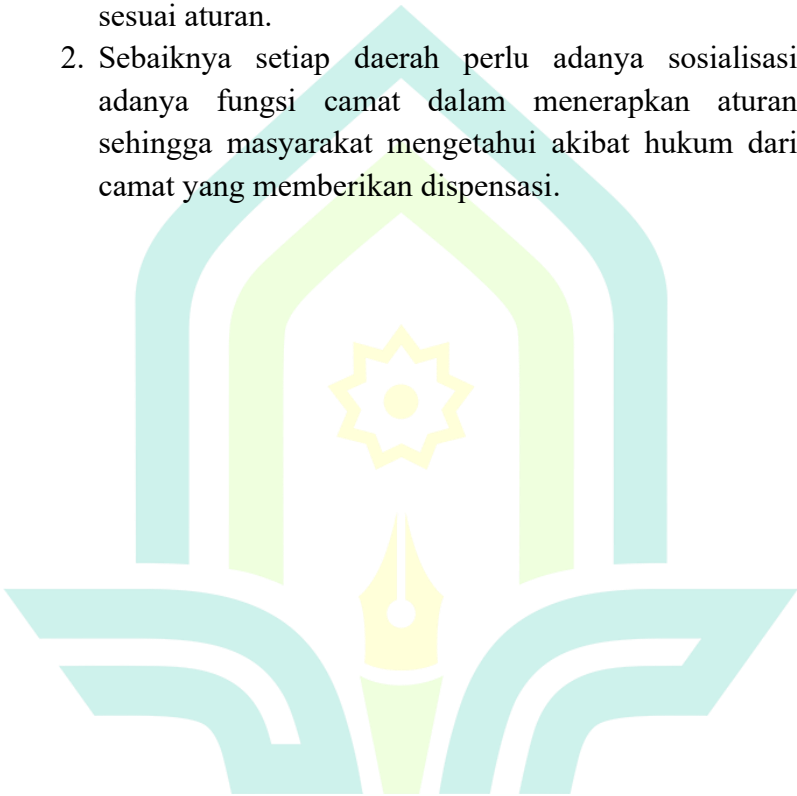 sesuai aturan.
2. Sebaiknya setiap daerah perlu adanya sosialisasi
adanya fungsi camat dalam menerapkan aturan
sehingga masyarakat mengetahui akibat hukum dari
camat yang memberikan dispensasi.